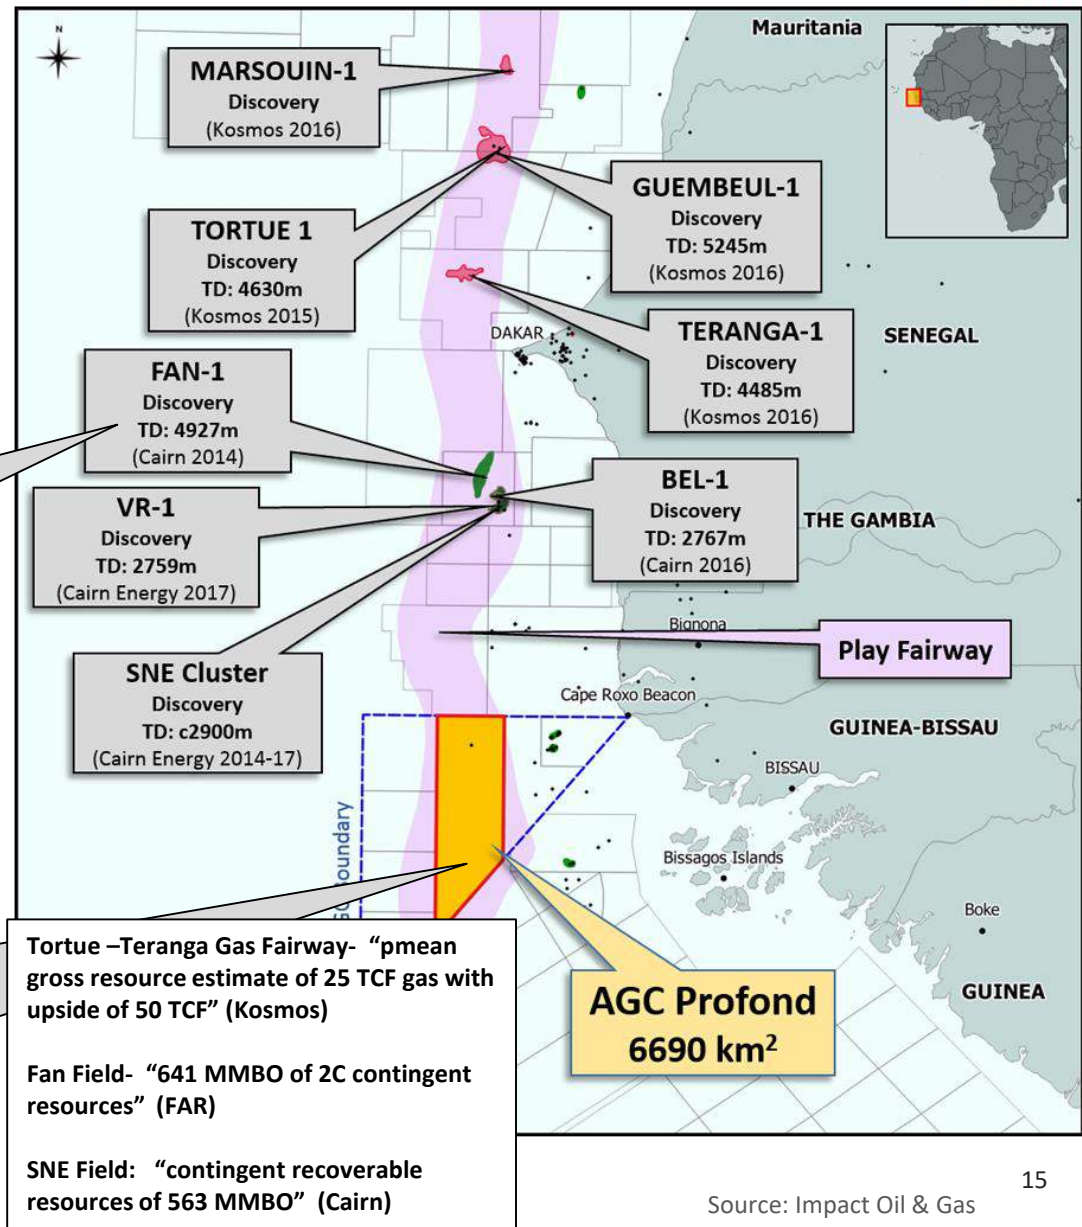 Mauritania
MARSOUIN-1
Discovery
(Kosmos 2016)
GUEMBEUL-1
Discovery
TD: 5245m
(Kosmos 2016)
TORTUE 1
Discovery
TD: 4630m
(Kosmos 2015)
DAKAR
TERANGA-1
Discovery
TD: 4485m
(Kosmos 2016)
SENEGAL
FAN-1
Discovery
TD: 4927m
(Cairn 2014)
BEL-1
Discovery
TD: 2767m
(Cairn 2016)
VR-1
Discovery
TD: 2759m
(Cairn Energy 2017)
THE GAMBIA
Bignona
Play Fairway
SNE Cluster
Discovery
TD: c2900m
(Cairn Energy 2014-17)
Cape Roxo Beacon
GUINEA-BISSAU
BISSAU
boundary
Bissagos Islands
Boke
GUINEA
AGC Profond
6690 km²
Tortue –Teranga Gas Fairway- “pmean
gross resource estimate of 25 TCF gas with
upside of 50 TCF” (Kosmos)
Fan Field- “641 MMBO of 2C contingent
resources” (FAR)
SNE Field: “contingent recoverable
resources of 563 MMBO” (Cairn)
15
Source: Impact Oil & Gas